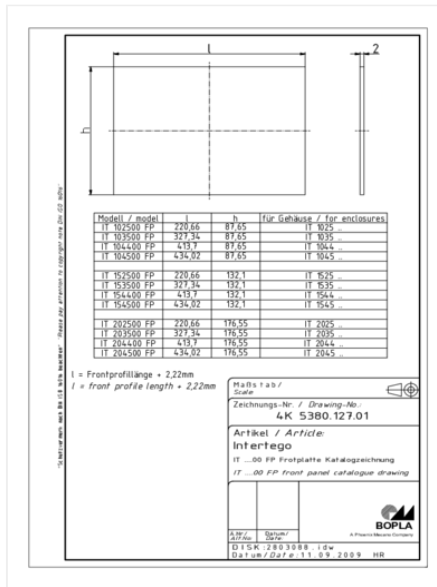 l
2
h
Modell / model l h für Gehäuse / for enclosures
IT 102500 FP 220,66 87,65 IT 1025 ..
IT 103500 FP 327,34 87,65 IT 1035 ..
IT 104400 FP 413,7 87,65 IT 1044 ..
IT 104500 FP 434,02 87,65 IT 1045 ..
IT 152500 FP 220,66 132,1 IT 1525 ..
IT 153500 FP 327,34 132,1 IT 1535 ..
IT 154400 FP 413,7 132,1 IT 1544 ..
IT 154500 FP 434,02 132,1 IT 1545 ..
IT 202500 FP 220,66 176,55 IT 2025 ..
IT 203500 FP 327,34 176,55 IT 2035 ..
IT 204400 FP 413,7 176,55 IT 2044 ..
IT 204500 FP 434,02 176,55 IT 2045 ..
l = Frontprofillänge + 2,22mm
l = front profile length + 2,22mm
Maßstab/
Scale:
Zeichnungs-Nr. / Drawing-No.:
4K 5380.127.01
Artikel / Article:
Intertego
IT ....00 FP Frotplatte Katalogzeichnung
IT ....00 FP front panel catalogue drawing
BOPLA
A Phoenix Mecano Company
Datum/
Date:
DISK:2803088.idw
Datum/Date:11.09.2009 HR
Please pay attention to copyright note